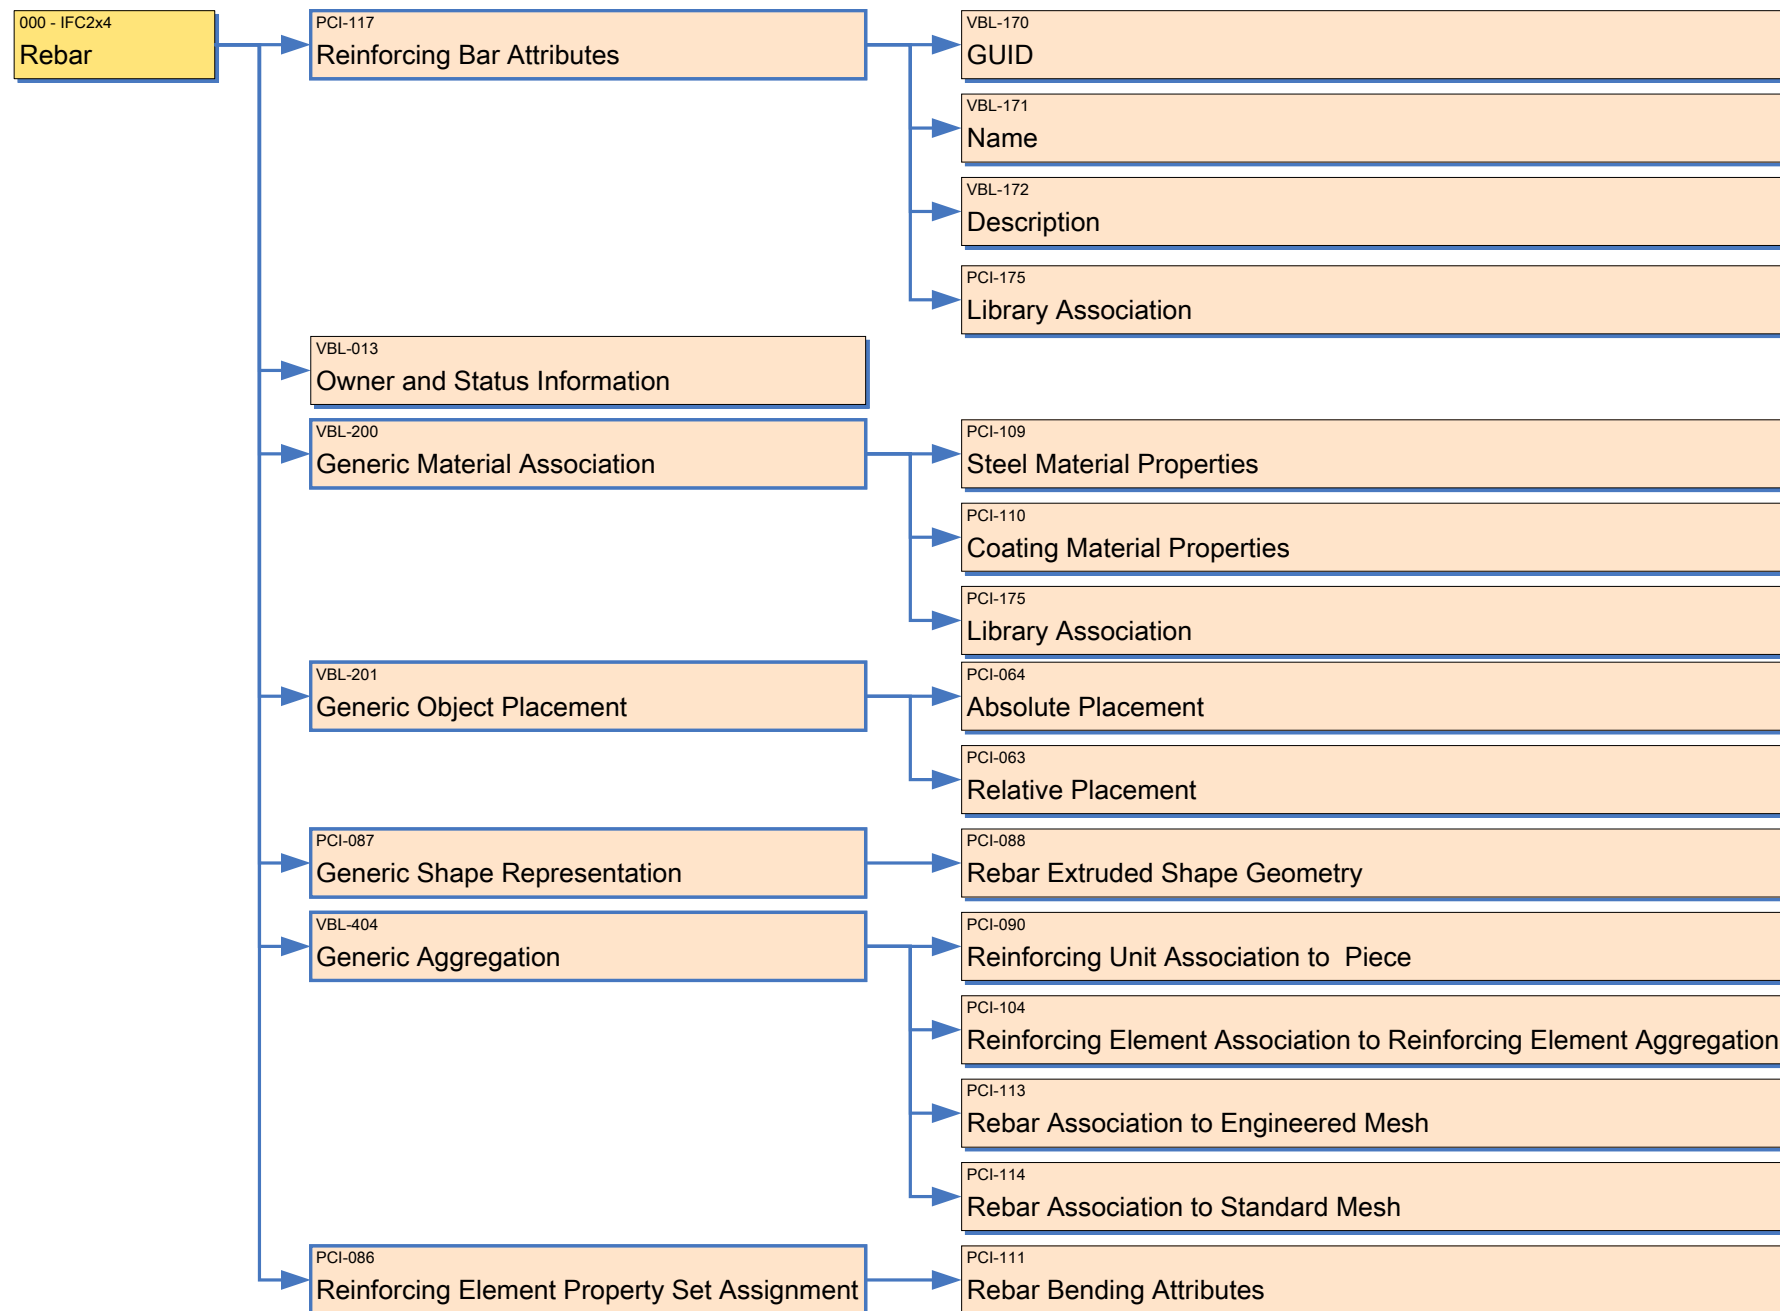 000 - IFC2x4
Rebar
PCI-117
Reinforcing Bar Attributes
VBL-170
GUID
VBL-171
Name
VBL-172
Description
PCI-175
Library Association
VBL-013
Owner and Status Information
VBL-200
Generic Material Association
PCI-109
Steel Material Properties
PCI-110
Coating Material Properties
PCI-175
Library Association
VBL-201
Generic Object Placement
PCI-064
Absolute Placement
PCI-063
Relative Placement
PCI-087
Generic Shape Representation
PCI-088
Rebar Extruded Shape Geometry
VBL-404
Generic Aggregation
PCI-090
Reinforcing Unit Association to  Piece
PCI-104
Reinforcing Element Association to Reinforcing Element Aggregation
PCI-113
Rebar Association to Engineered Mesh
PCI-114
Rebar Association to Standard Mesh
PCI-086
Reinforcing Element Property Set Assignment
PCI-111
Rebar Bending Attributes